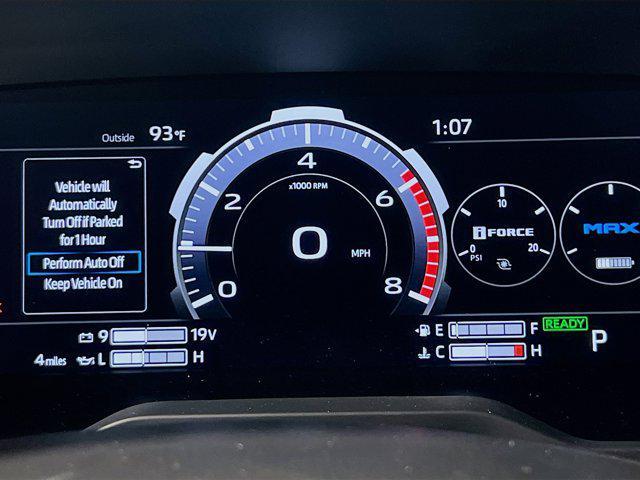 Outside 93°F
1:07
Vehicle will
Automatically
Turn Off if Parked
for 1 Hour
Perform Auto Off
Keep Vehicle On
4
x1000 RPM
2
6
0
MPH
0
8
10
iFORCE
0
20
PSI
MAX
9
19V
4 miles
L
H
E
F
READY
C
H
P